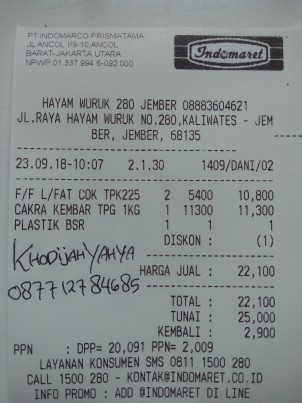 PT INDOMARCO PRISMATAMA
JL.ANCOL I/9-10,ANCOL
BARAT-JAKARTA UTARA
NPWP:01.337.994.6-092.000
Indomaret
HAYAM WURUK 280 JEMBER 08883604621
JL.RAYA HAYAM WURUK NO.280,KALIWATES - JEM
BER, JEMBER, 68135
23.09.18-10:07 2.1.30 1409/DANI/02
F/F L/FAT COK TPK225 2 5400 10,800
CAKRA KEMBAR TPG 1KG 1 11300 11,300
PLASTIK BSR 1 1 1
DISKON : (1)
KHODIJAH YAHYA
HARGA JUAL : 22,100
087712784685
TOTAL : 22,100
TUNAI : 25,000
KEMBALI : 2,900
PPN : DPP= 20,091 PPN= 2,009
LAYANAN KONSUMEN SMS 0811 1500 280
CALL 1500 280 - KONTAK@INDOMARET.CO.ID
INFO PROMO : ADD @INDOMARET DI LINE